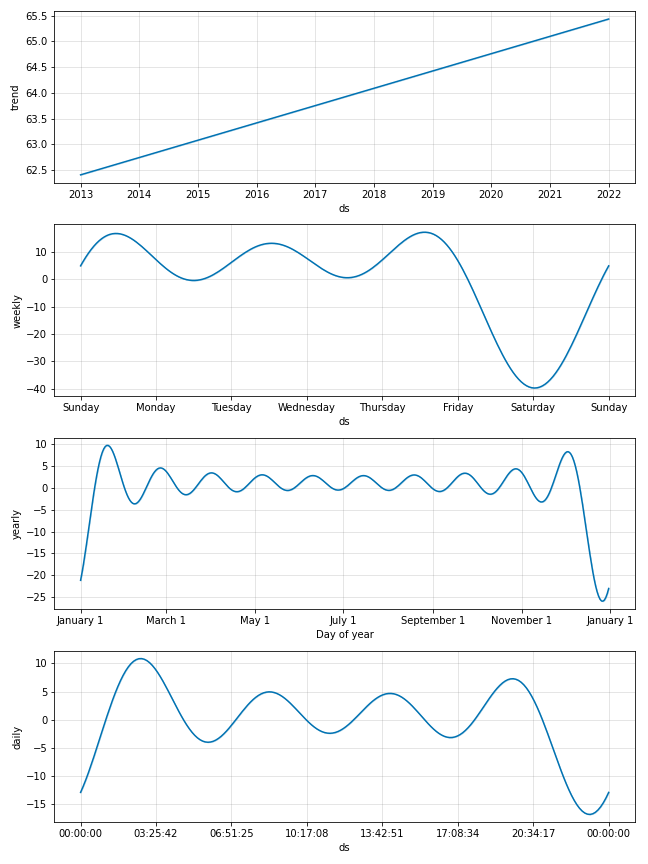 65.5
65.0
64.5
64.0
63.5
63.0
62.5
trend
2013 2014 2015 2016 2017 2018 2019 2020 2021 2022
ds
10
0
−10
−20
−30
−40
weekly
Sunday Monday Tuesday Wednesday Thursday Friday Saturday Sunday
ds
10
5
0
−5
−10
−15
−20
−25
yearly
January 1 March 1 May 1 July 1 September 1 November 1 January 1
Day of year
10
5
0
−5
−10
−15
daily
00:00:00 03:25:42 06:51:25 10:17:08 13:42:51 17:08:34 20:34:17 00:00:00
ds